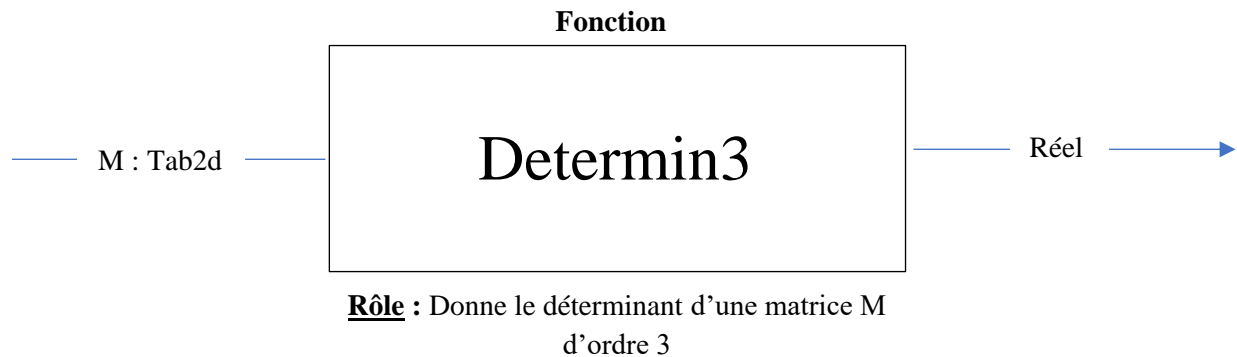 Fonction
M : Tab2d
Determin3
Réel
Rôle : Donne le déterminant d’une matrice M
d’ordre 3